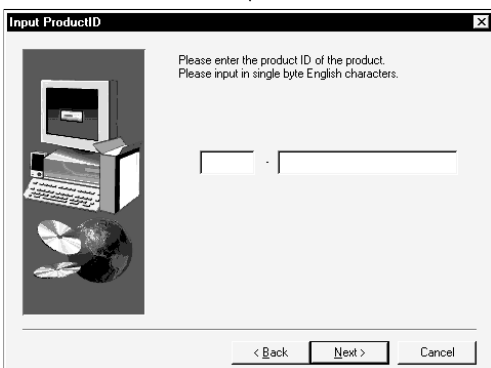 Input ProductID
Please enter the product ID of the product.
Please input in single byte English characters.
-
< Back
Next >
Cancel